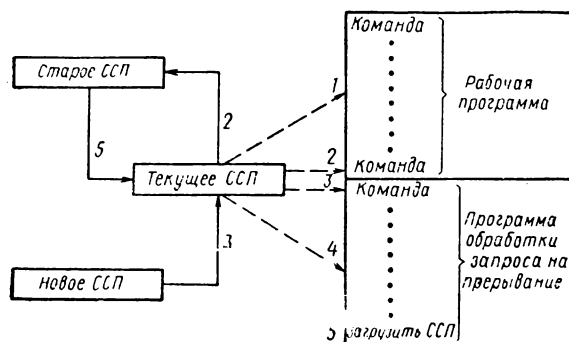 Команда
Старое ССП
1
Рабочая
программа
2
5
2
Команда
Текущее ССП
3
Команда
3
4
Программа
обработки
запроса на
прерывание
Новое ССП
5
Загрузить ССП